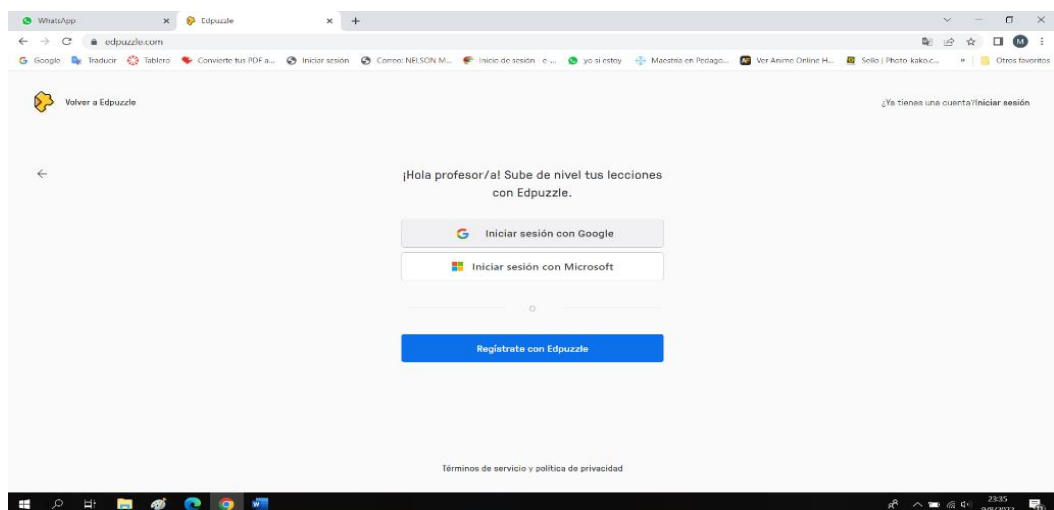 WhatsApp
Edpuzzle
edpuzzle.com
M
Google Traducir Tablero Convierte tus PDF a... Iniciar sesión Correo: NELSON M... Inicio de sesión yo si estoy Maestría en Pedago... Ver Anime Online H... Sello | Photo kako.c... » Otros favoritos
Volver a Edpuzzle
¿Ya tienes una cuenta?Iniciar sesión
¡Hola profesor/a! Sube de nivel tus lecciones
con Edpuzzle.
Iniciar sesión con Google
Iniciar sesión con Microsoft
o
Regístrate con Edpuzzle
Términos de servicio y política de privacidad
23:35